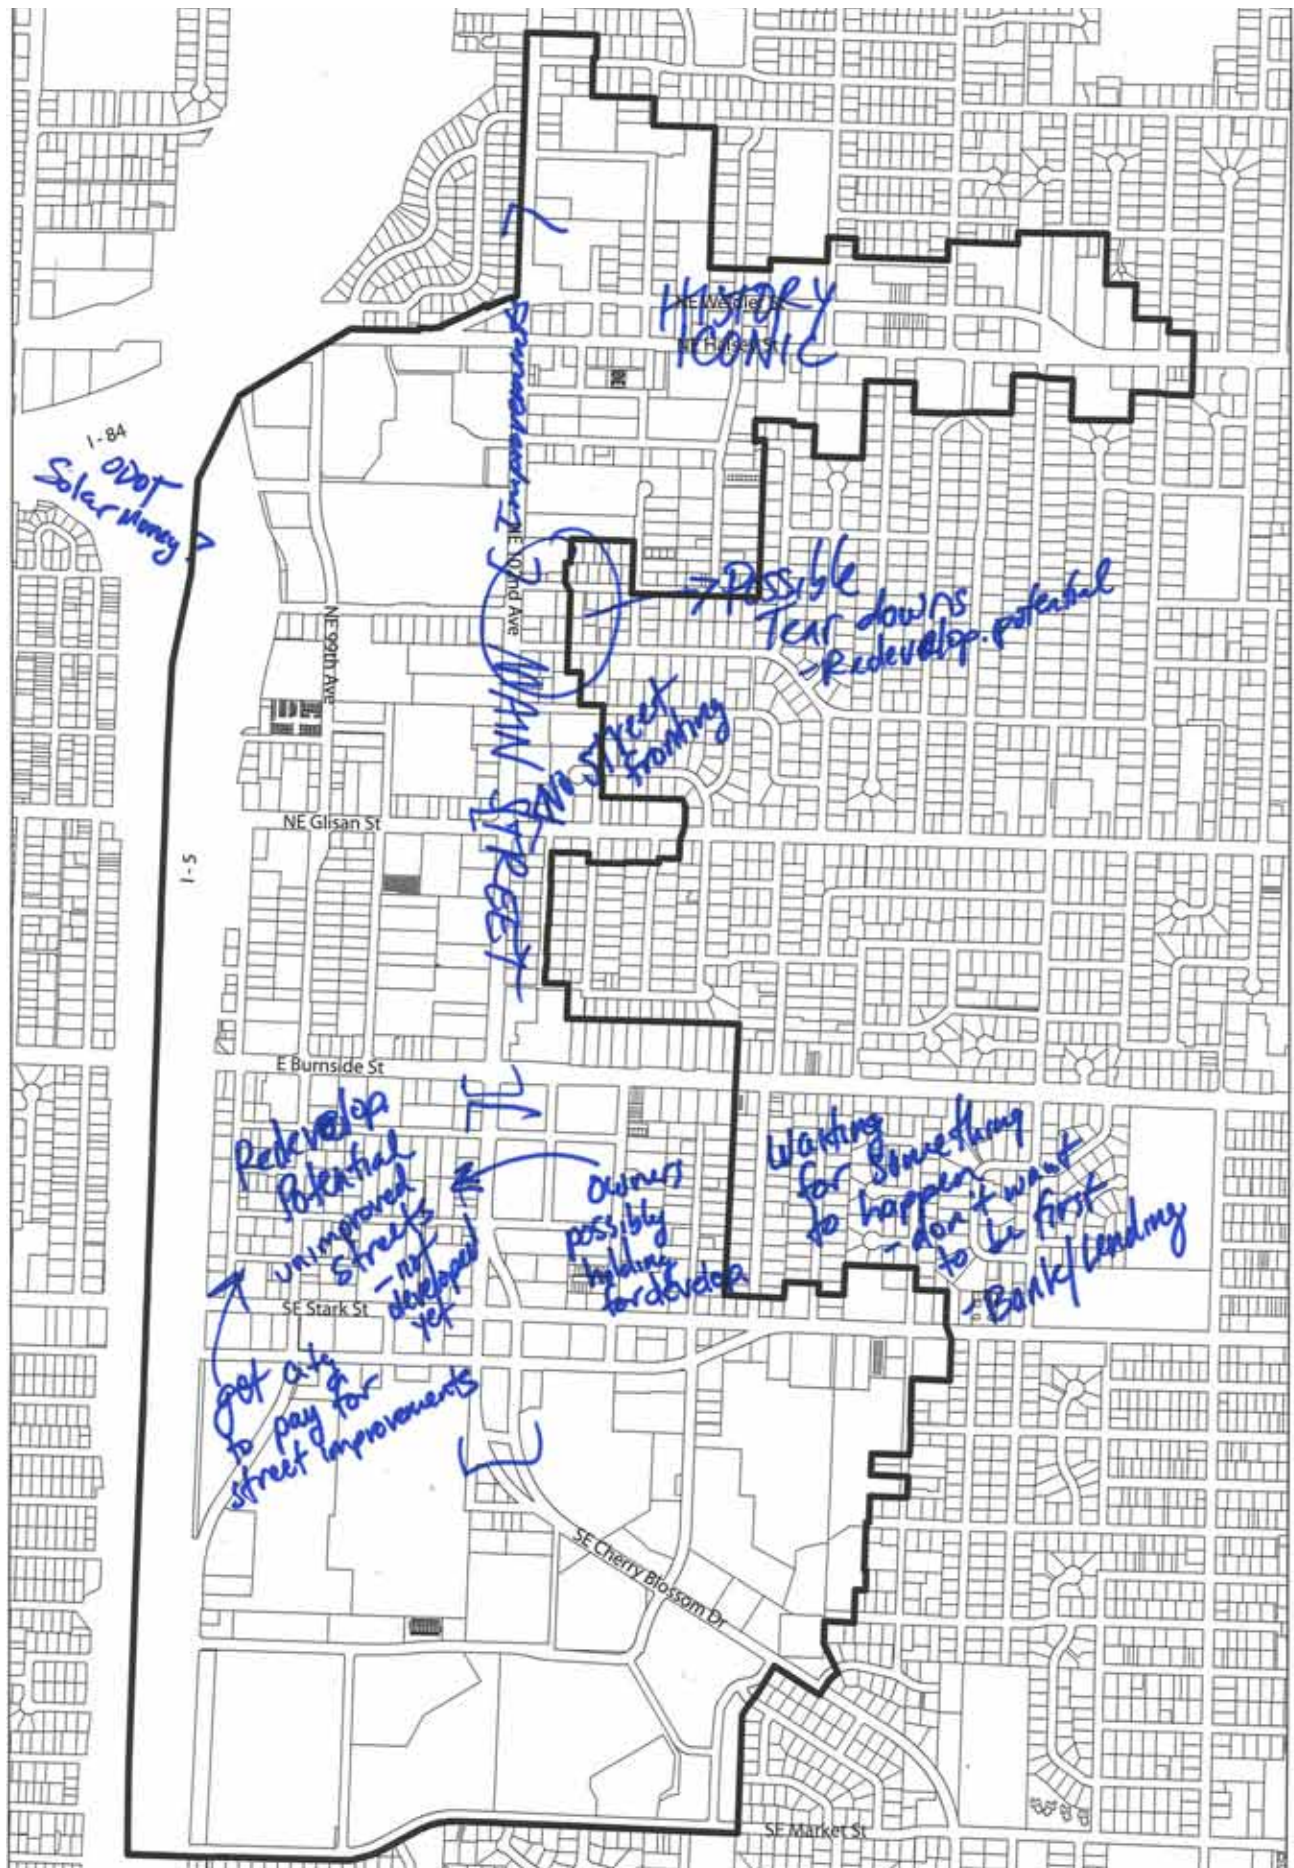 NE Weidler St
HISTORY
NE Halsey St
ICONIC
I-84
ODOT
Solar Money
NE 102nd Ave
→ Possible
Tear downs
- Redevelop. potential
NE 99th Ave
MAIN STREET
No street
fronting
NE Glisan St
I-5
E Burnside St
Redevelop
Potential
unimproved
streets
- not
developed
yet
owners
possibly
holding
for develop
Waiting
for something
to happen
- don't want
to be first
- Bank/Lending
SE Stark St
get city
to pay for
street improvements
SE Cherry Blossom Dr
SE Market St